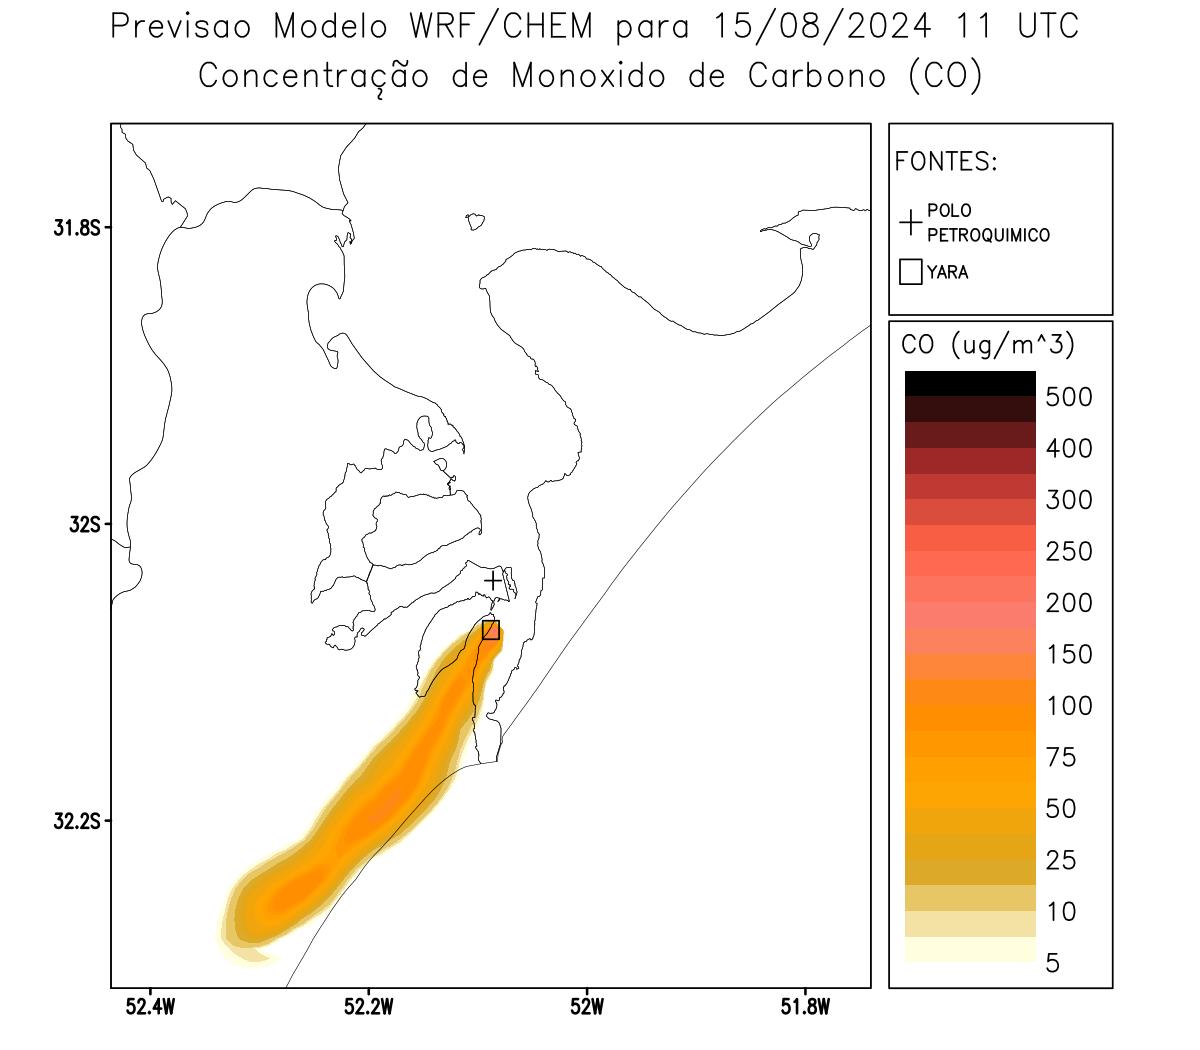 Previsao Modelo WRF/CHEM para 15/08/2024 11 UTC
Concentração de Monoxido de Carbono (CO)
FONTES:
POLO
PETROQUIMICO
YARA
CO (ug/m^3)
500
400
300
250
200
150
100
75
50
25
10
5
31.8S
32S
32.2S
52.4W
52.2W
52W
51.8W